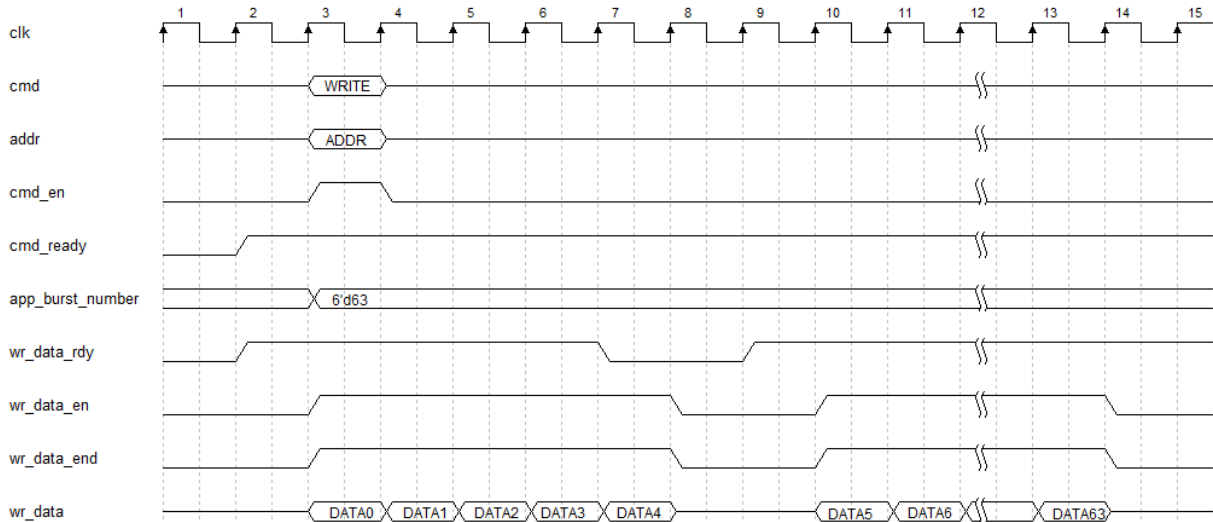 1 2 3 4 5 6 7 8 9 10 11 12 13 14 15
clk
cmd WRITE
addr ADDR
cmd_en
cmd_ready
app_burst_number 6'd63
wr_data_rdy
wr_data_en
wr_data_end
wr_data DATA0 DATA1 DATA2 DATA3 DATA4 DATA5 DATA6 DATA63